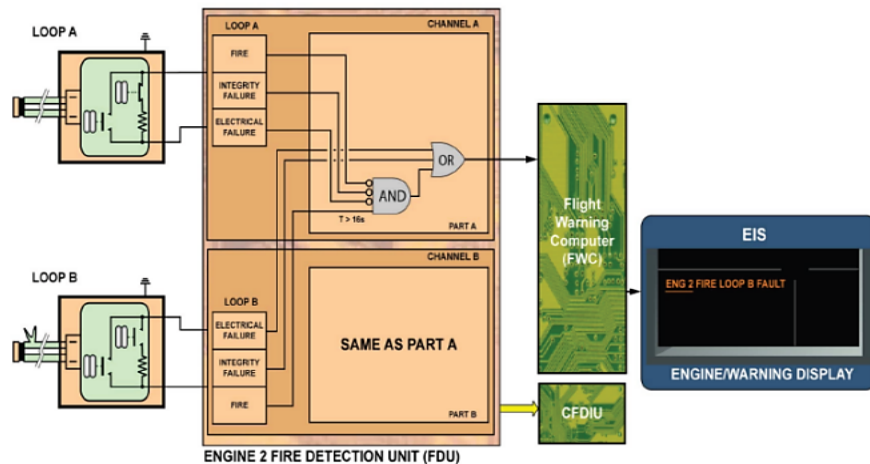 LOOP A
LOOP A
CHANNEL A
FIRE
INTEGRITY
FAILURE
ELECTRICAL
FAILURE
OR
AND
T > 16s
PART A
Flight
Warning
Computer
(FWC)
EIS
ENG 2 FIRE LOOP B FAULT
ENGINE/WARNING DISPLAY
LOOP B
CHANNEL B
LOOP B
ELECTRICAL
FAILURE
INTEGRITY
FAILURE
FIRE
SAME AS PART A
PART B
CFDIU
ENGINE 2 FIRE DETECTION UNIT (FDU)